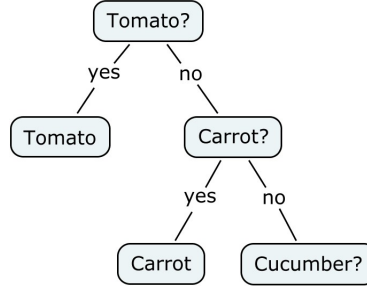 Tomato?
yes
no
Tomato
Carrot?
yes
no
Carrot
Cucumber?